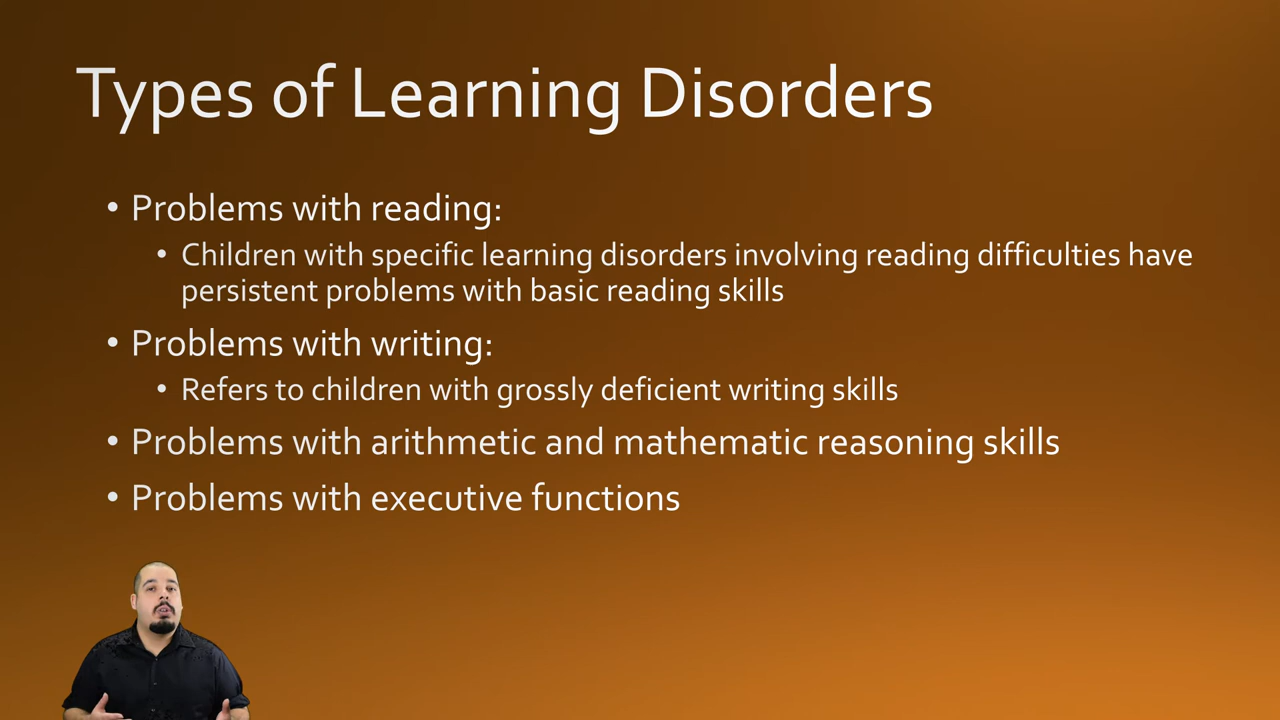 Types of Learning Disorders
• Problems with reading:
• Children with specific learning disorders involving reading difficulties have
persistent problems with basic reading skills
• Problems with writing:
• Refers to children with grossly deficient writing skills
• Problems with arithmetic and mathematic reasoning skills
• Problems with executive functions